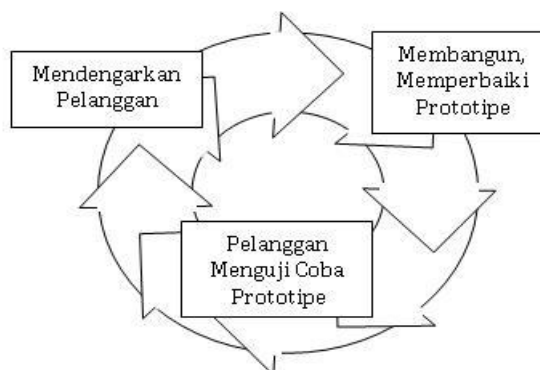 Mendengarkan
Pelanggan
Membangun,
Memperbaiki
Prototipe
Pelanggan
Menguji Coba
Prototipe